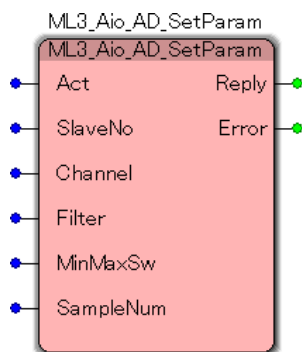 ML3_Aio_AD_SetParam
ML3_Aio_AD_SetParam
Act Reply
SlaveNo Error
Channel
Filter
MinMaxSw
SampleNum